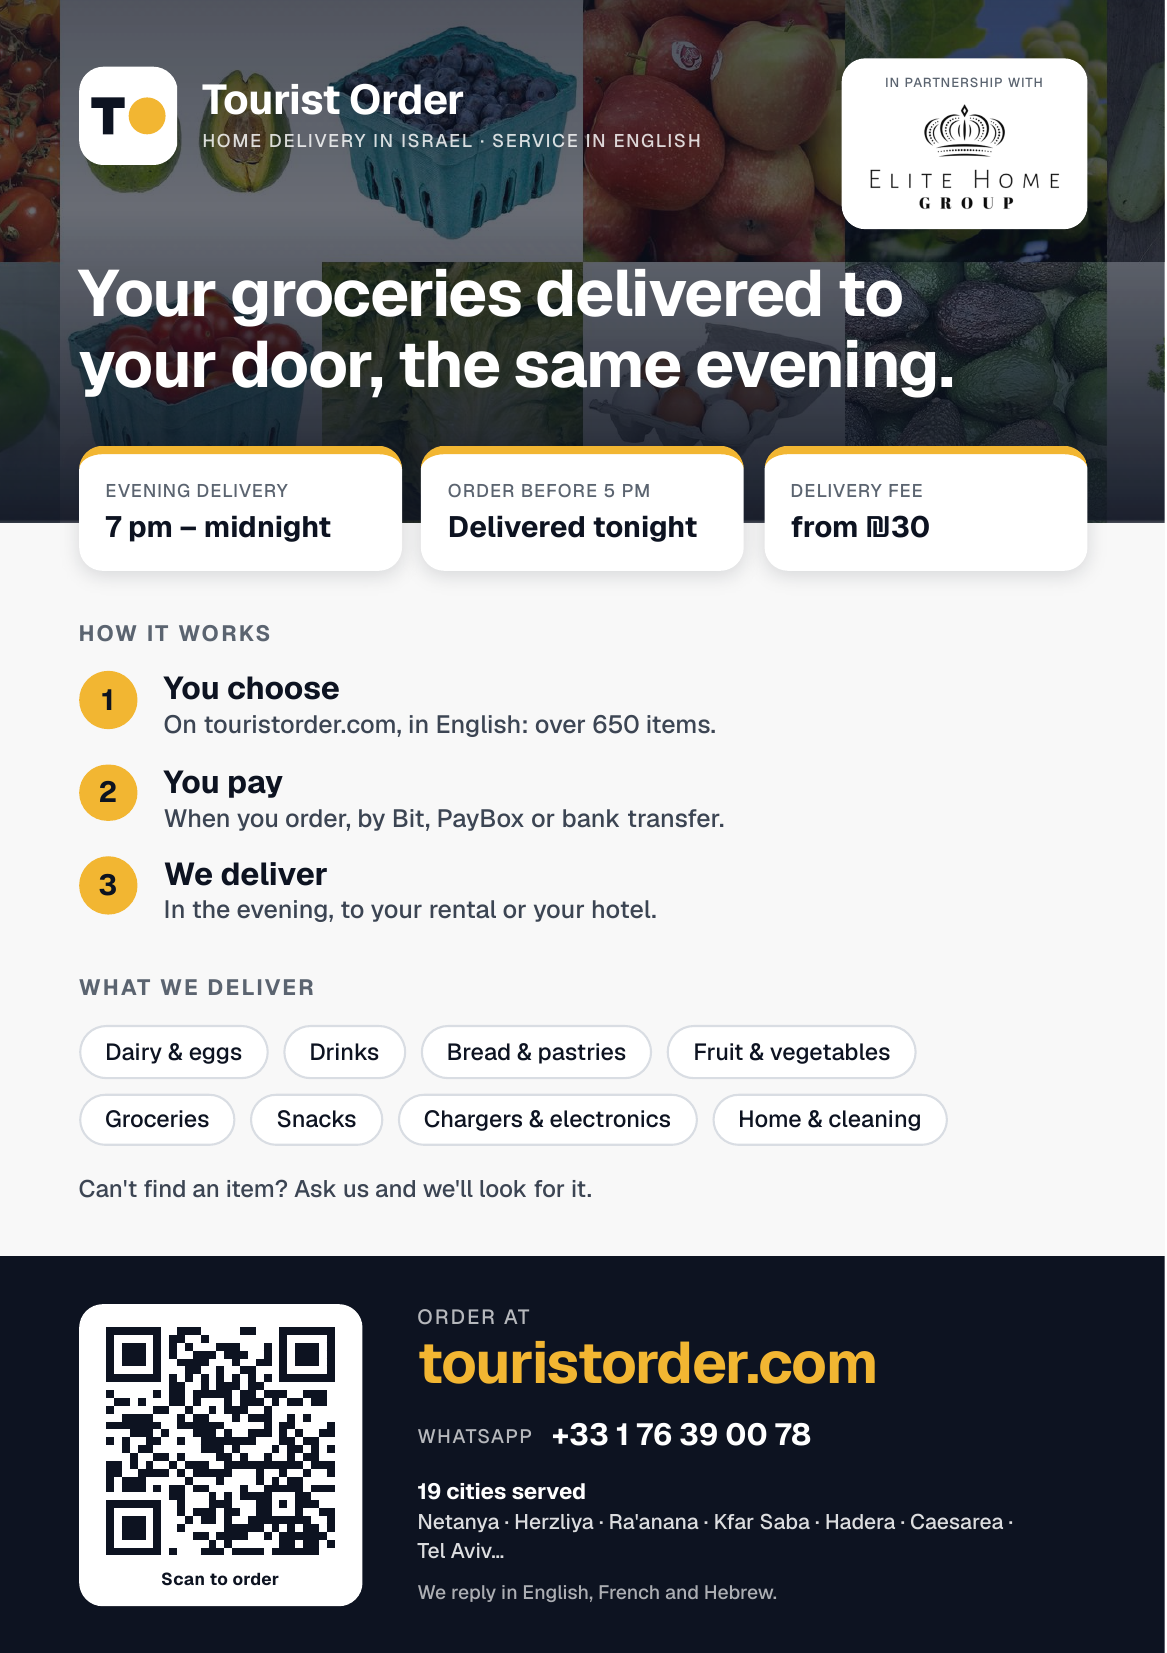 TO
Tourist Order
HOME DELIVERY IN ISRAEL · SERVICE IN ENGLISH
IN PARTNERSHIP WITH
ELITE HOME
GROUP
Your groceries delivered to
your door, the same evening.
EVENING DELIVERY
7 pm – midnight
ORDER BEFORE 5 PM
Delivered tonight
DELIVERY FEE
from ₪30
HOW IT WORKS
1
You choose
On touristorder.com, in English: over 650 items.
2
You pay
When you order, by Bit, PayBox or bank transfer.
3
We deliver
In the evening, to your rental or your hotel.
WHAT WE DELIVER
Dairy & eggs
Drinks
Bread & pastries
Fruit & vegetables
Groceries
Snacks
Chargers & electronics
Home & cleaning
Can't find an item? Ask us and we'll look for it.
Scan to order
ORDER AT
touristorder.com
WHATSAPP +33 1 76 39 00 78
19 cities served
Netanya · Herzliya · Ra'anana · Kfar Saba · Hadera · Caesarea ·
Tel Aviv...
We reply in English, French and Hebrew.